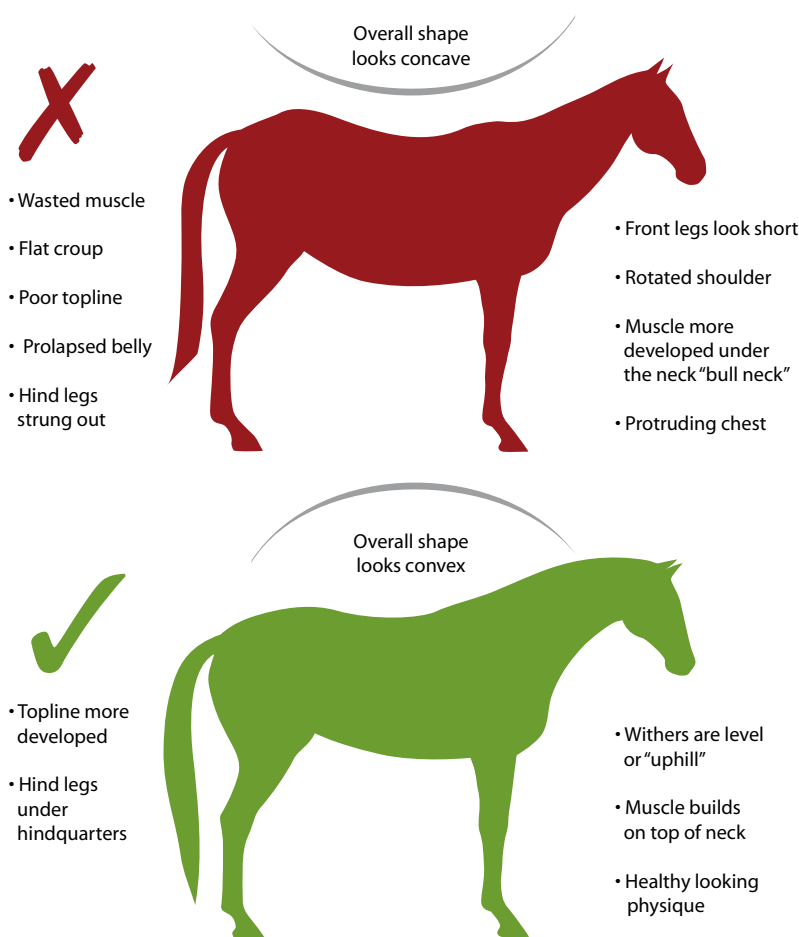 Overall shape
looks concave
• Wasted muscle
• Flat croup
• Poor topline
• Prolapsed belly
• Hind legs
strung out
• Front legs look short
• Rotated shoulder
• Muscle more
developed under
the neck “bull neck”
• Protruding chest
Overall shape
looks convex
• Topline more
developed
• Hind legs
under
hindquarters
• Withers are level
or “uphill”
• Muscle builds
on top of neck
• Healthy looking
physique